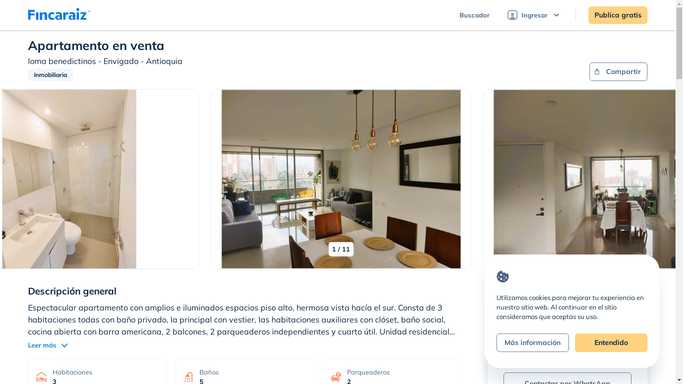 Fincaraiz
Buscador
Ingresar
Publica gratis
Apartamento en venta
loma benedictinos - Envigado - Antioquia
Inmobiliaria
Compartir
1 / 11
Descripción general
Espectacular apartamento con amplios e iluminados espacios piso alto, hermosa vista hacía el sur. Consta de 3
habitaciones todas con baño privado, la principal con vestier, las habitaciones auxiliares con clóset, baño social,
cocina abierta con barra americana, 2 balcones, 2 parqueaderos independientes y cuarto útil. Unidad residencial...
Leer más
Habitaciones
3
Baños
5
Parqueaderos
2
Utilizamos cookies para mejorar tu experiencia en
nuestro sitio web. Al continuar en el sitio
consideramos que aceptas su uso.
Más información
Entendido
Contactar por WhatsApp